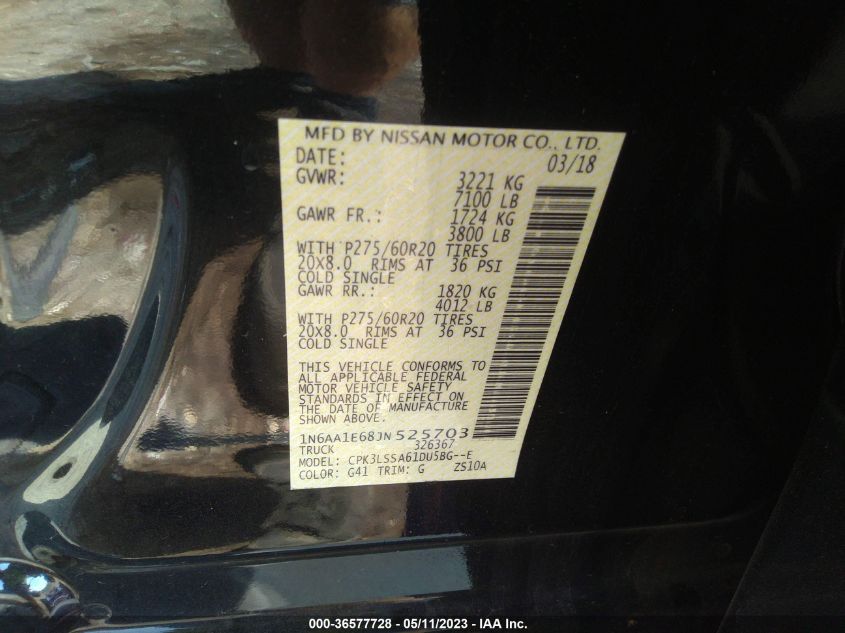 MFD BY NISSAN MOTOR CO., LTD.
DATE: 03/18
GVWR: 3221 KG
7100 LB
GAWR FR.: 1724 KG
3800 LB
WITH P275/60R20 TIRES
20X8.0 RIMS AT 36 PSI
COLD SINGLE
GAWR RR.: 1820 KG
4012 LB
WITH P275/60R20 TIRES
20X8.0 RIMS AT 36 PSI
COLD SINGLE
THIS VEHICLE CONFORMS TO
ALL APPLICABLE FEDERAL
MOTOR VEHICLE SAFETY
STANDARDS IN EFFECT ON
THE DATE OF MANUFACTURE
SHOWN ABOVE.
1N6AA1E68JN525703
TRUCK 326367
MODEL: CPK3LSSA61DU5BG--E
COLOR: G41 TRIM: G ZS10A
000-36577728 - 05/11/2023 - IAA Inc.